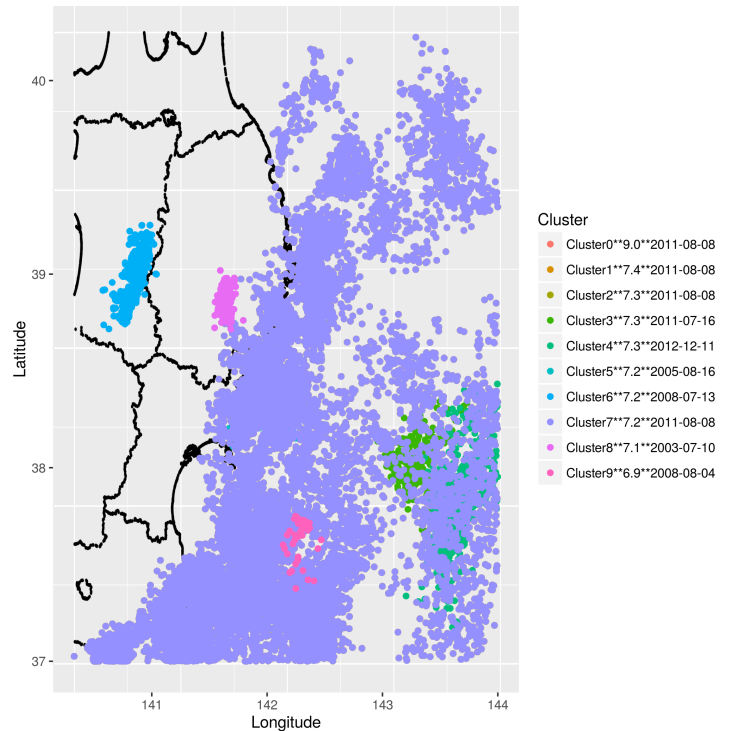 40
39
38
37
Latitude
141
142
143
144
Longitude
Cluster
Cluster0**9.0**2011-08-08
Cluster1**7.4**2011-08-08
Cluster2**7.3**2011-08-08
Cluster3**7.3**2011-07-16
Cluster4**7.3**2012-12-11
Cluster5**7.2**2005-08-16
Cluster6**7.2**2008-07-13
Cluster7**7.2**2011-08-08
Cluster8**7.1**2003-07-10
Cluster9**6.9**2008-08-04